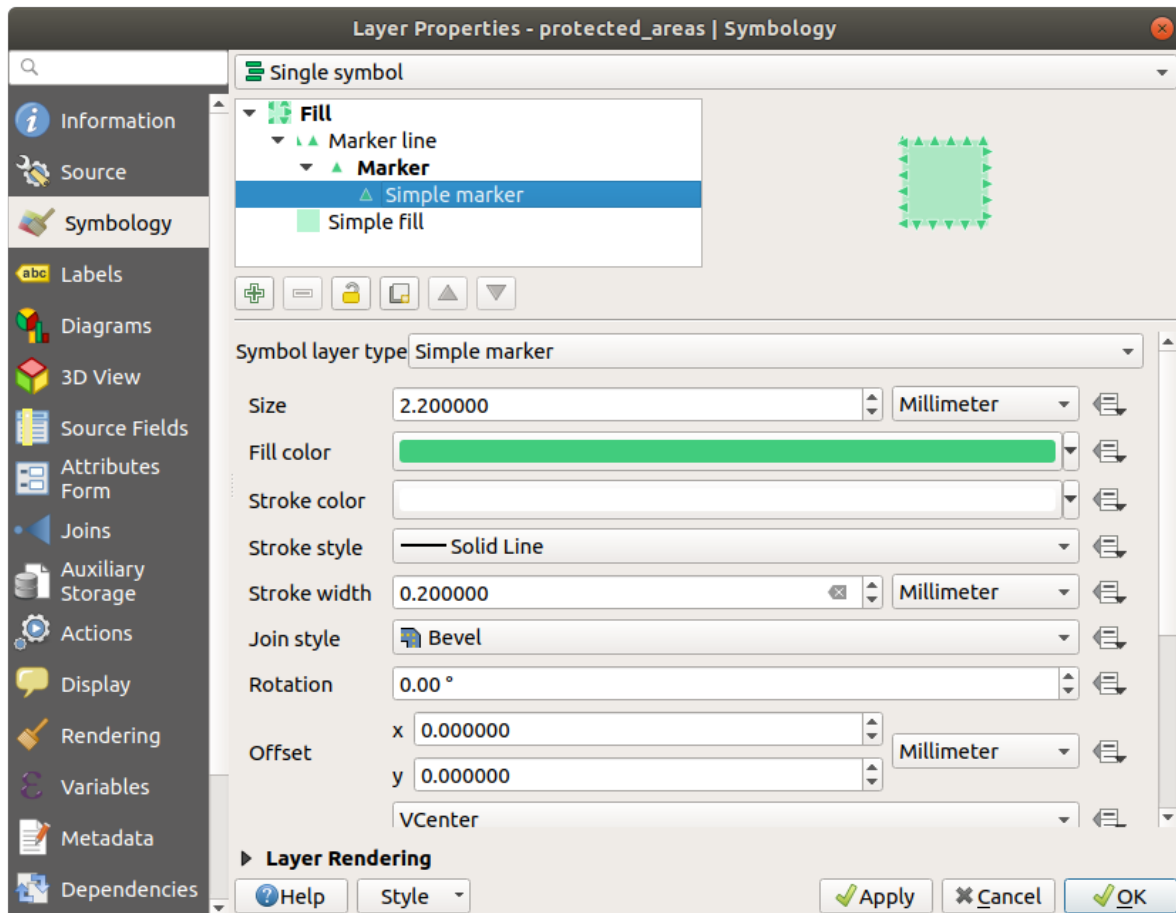 Layer Properties - protected_areas | Symbology
Single symbol
Information
Source
Symbology
abc Labels
Diagrams
3D View
Source Fields
Attributes
Form
Joins
Auxiliary
Storage
Actions
Display
Rendering
Variables
Metadata
Dependencies
Fill
Marker line
Marker
Simple marker
Simple fill
Symbol layer type Simple marker
Size 2.200000 Millimeter
Fill color
Stroke color
Stroke style Solid Line
Stroke width 0.200000 Millimeter
Join style Bevel
Rotation 0.00 °
Offset x 0.000000 Millimeter
y 0.000000
VCenter
Layer Rendering
Help Style Apply Cancel OK